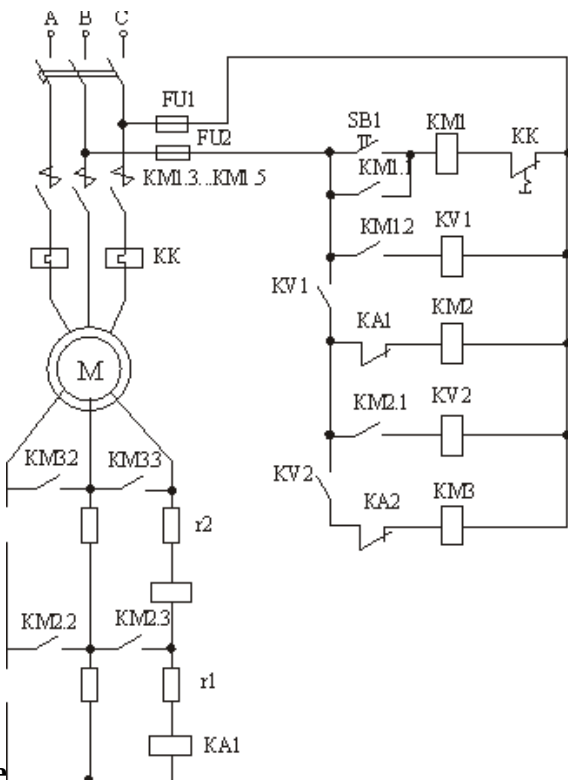 A B C
FU1
FU2
SB1
KM1
KK
KM1.1
KM1.3...KM1.5
KM1.2
KV1
KK
KV1
KA1
KM2
M
KM2.1
KV2
KM3.2
KM3.3
KV2
KA2
KM3
r2
KM2.2
KM2.3
r1
KA1